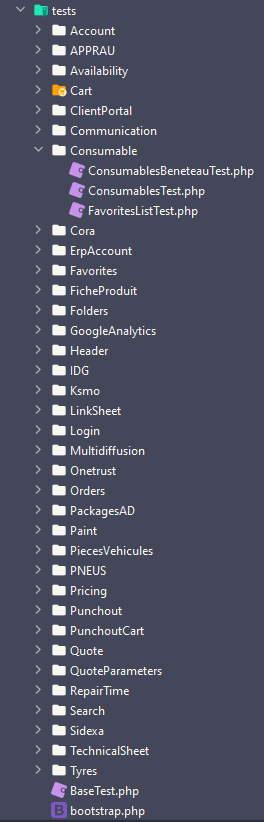 tests
Account
APPRAU
Availability
Cart
ClientPortal
Communication
Consumable
ConsumablesBeneteauTest.php
ConsumablesTest.php
FavoritesListTest.php
Cora
ErpAccount
Favorites
FicheProduit
Folders
GoogleAnalytics
Header
IDG
Ksmo
LinkSheet
Login
Multidiffusion
Onetrust
Orders
PackagesAD
Paint
PiecesVehicules
PNEUS
Pricing
Punchout
PunchoutCart
Quote
QuoteParameters
RepairTime
Search
Sidexa
TechnicalSheet
Tyres
BaseTest.php
bootstrap.php